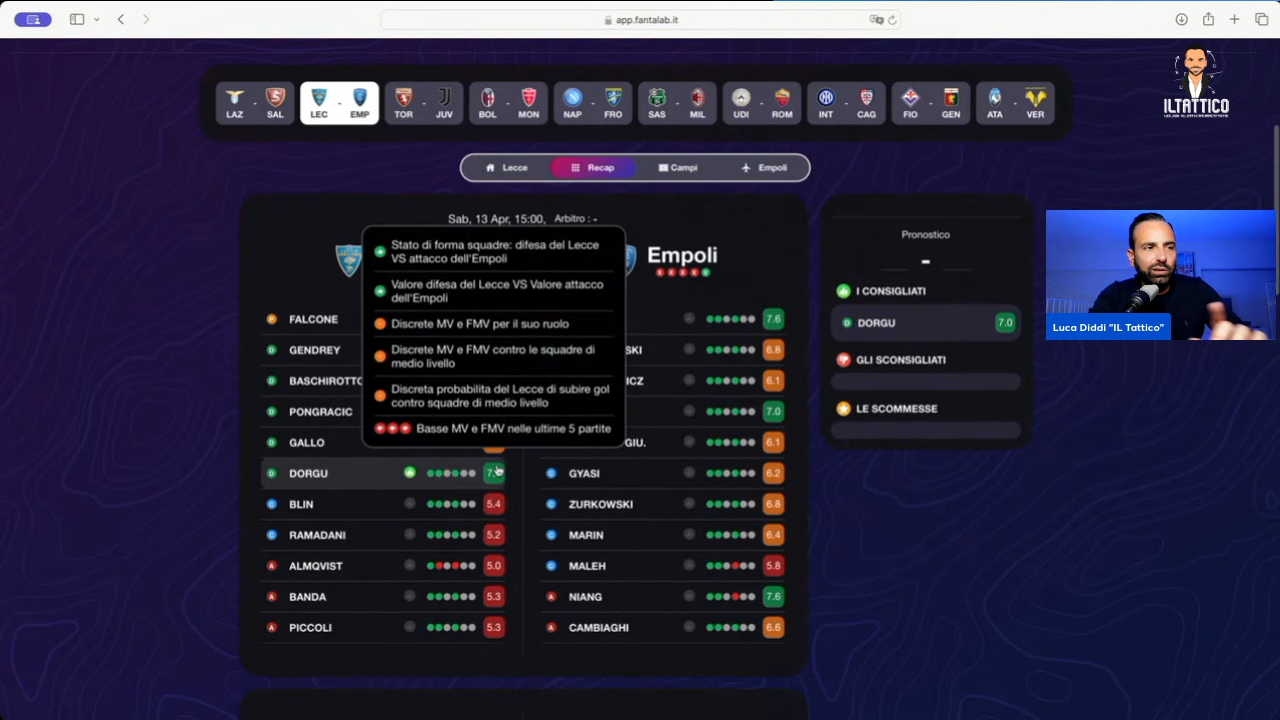 app.fantalab.it
ILTATTICO
LAZ - SAL
LEC - EMP
TOR - JUV
BOL - MON
NAP - FRO
SAS - MIL
UDI - ROM
INT - CAG
FIO - GEN
ATA - VER
Lecce
Recap
Campi
Empoli
Sab, 13 Apr, 15:00, Arbitro : -
Empoli
Stato di forma squadre: difesa del Lecce
VS attacco dell'Empoli
Valore difesa del Lecce VS Valore attacco
dell'Empoli
Discrete MV e FMV per il suo ruolo
Discrete MV e FMV contro le squadre di
medio livello
Discreta probabilita del Lecce di subire gol
contro squadre di medio livello
Basse MV e FMV nelle ultime 5 partite
P FALCONE
D GENDREY
D BASCHIROTTO
D PONGRACIC
D GALLO
D DORGU
C BLIN 5.4
C RAMADANI 5.2
A ALMQVIST 5.0
A BANDA 5.3
A PICCOLI 5.3
7.6
SKI 6.8
ICZ 6.1
7.0
GIU. 6.1
C GYASI 6.2
C ZURKOWSKI 6.8
C MARIN 6.4
C MALEH 5.8
A NIANG 7.6
A CAMBIAGHI 6.6
Pronostico
-
I CONSIGLIATI
D DORGU 7.0
GLI SCONSIGLIATI
LE SCOMMESSE
Luca Diddi "IL Tattico"